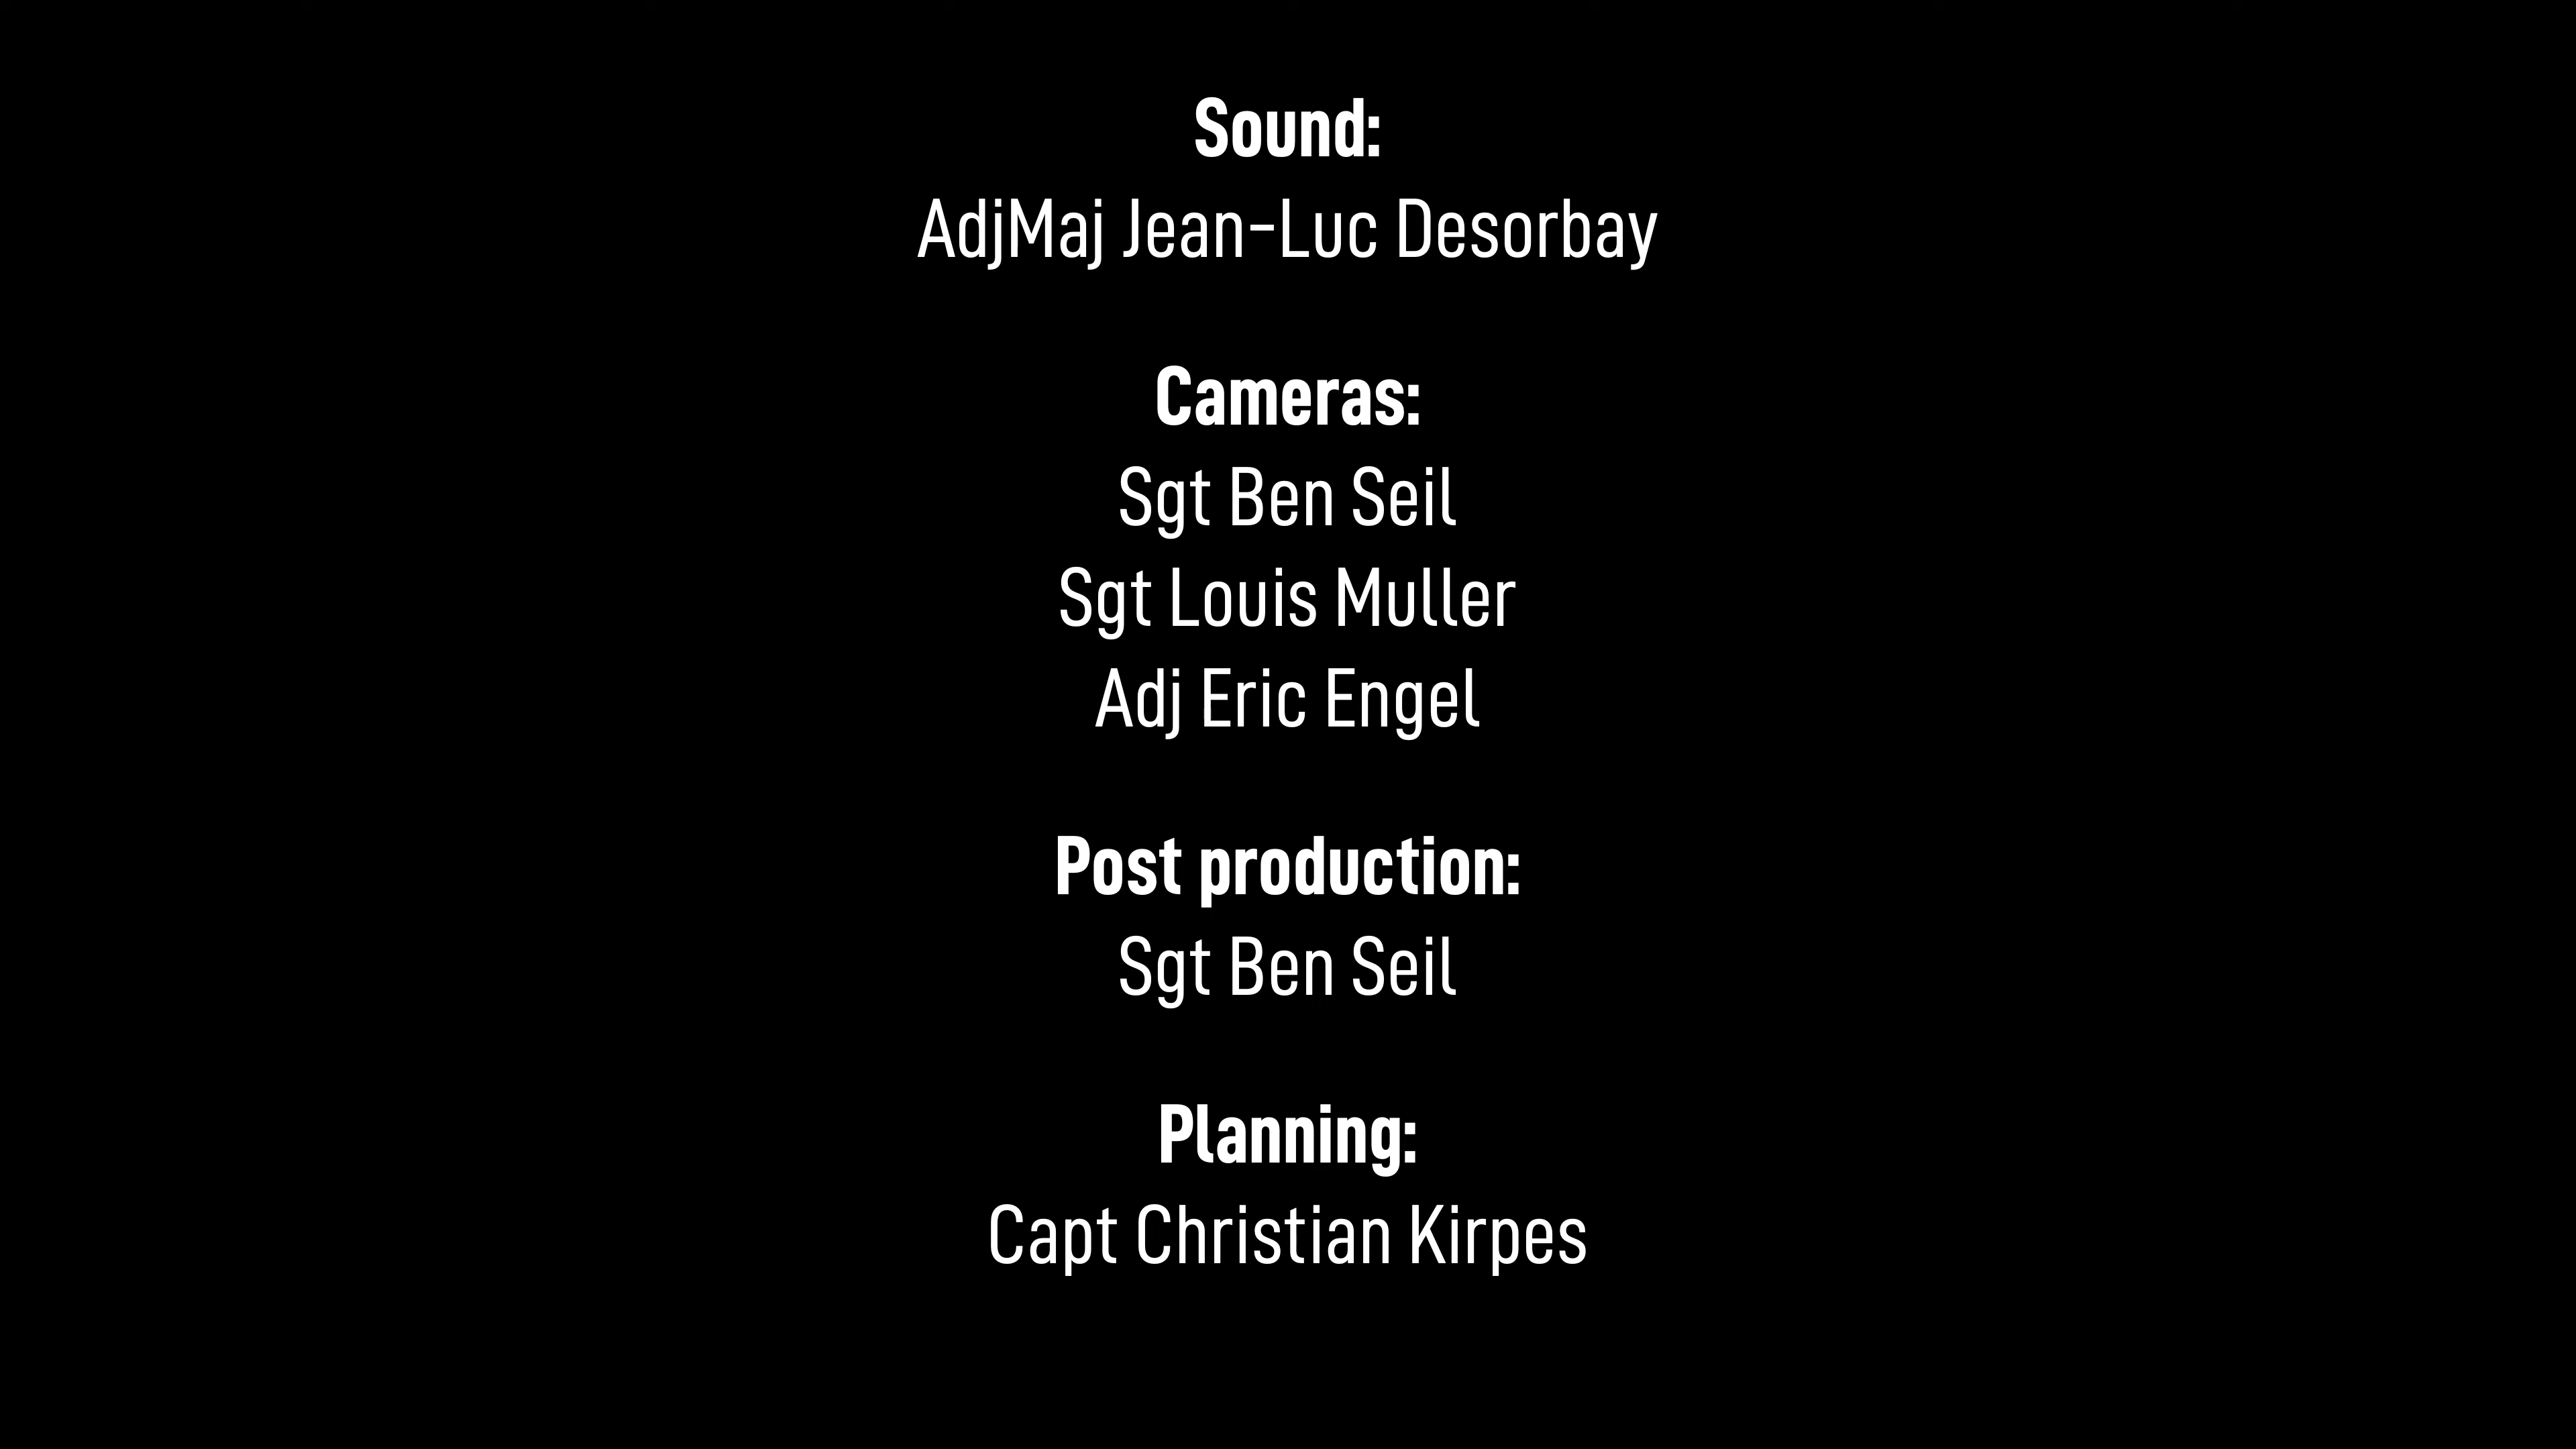 Sound:
AdjMaj Jean-Luc Desorbay
Cameras:
Sgt Ben Seil
Sgt Louis Muller
Adj Eric Engel
Post production:
Sgt Ben Seil
Planning:
Capt Christian Kirpes